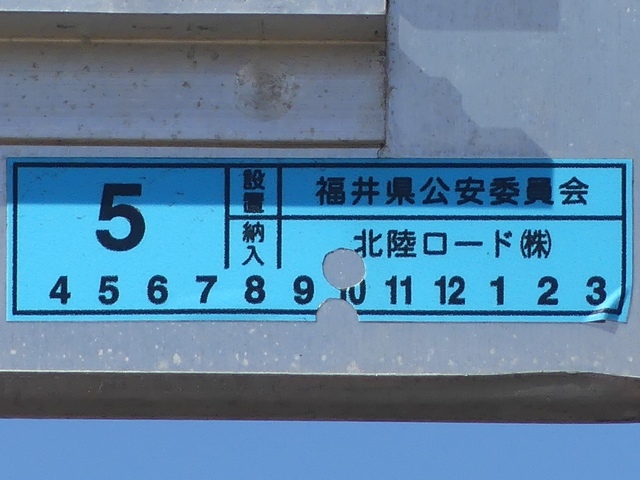 5
設置
福井県公安委員会
納入
北陸ロード㈱
4 5 6 7 8 9 10 11 12 1 2 3